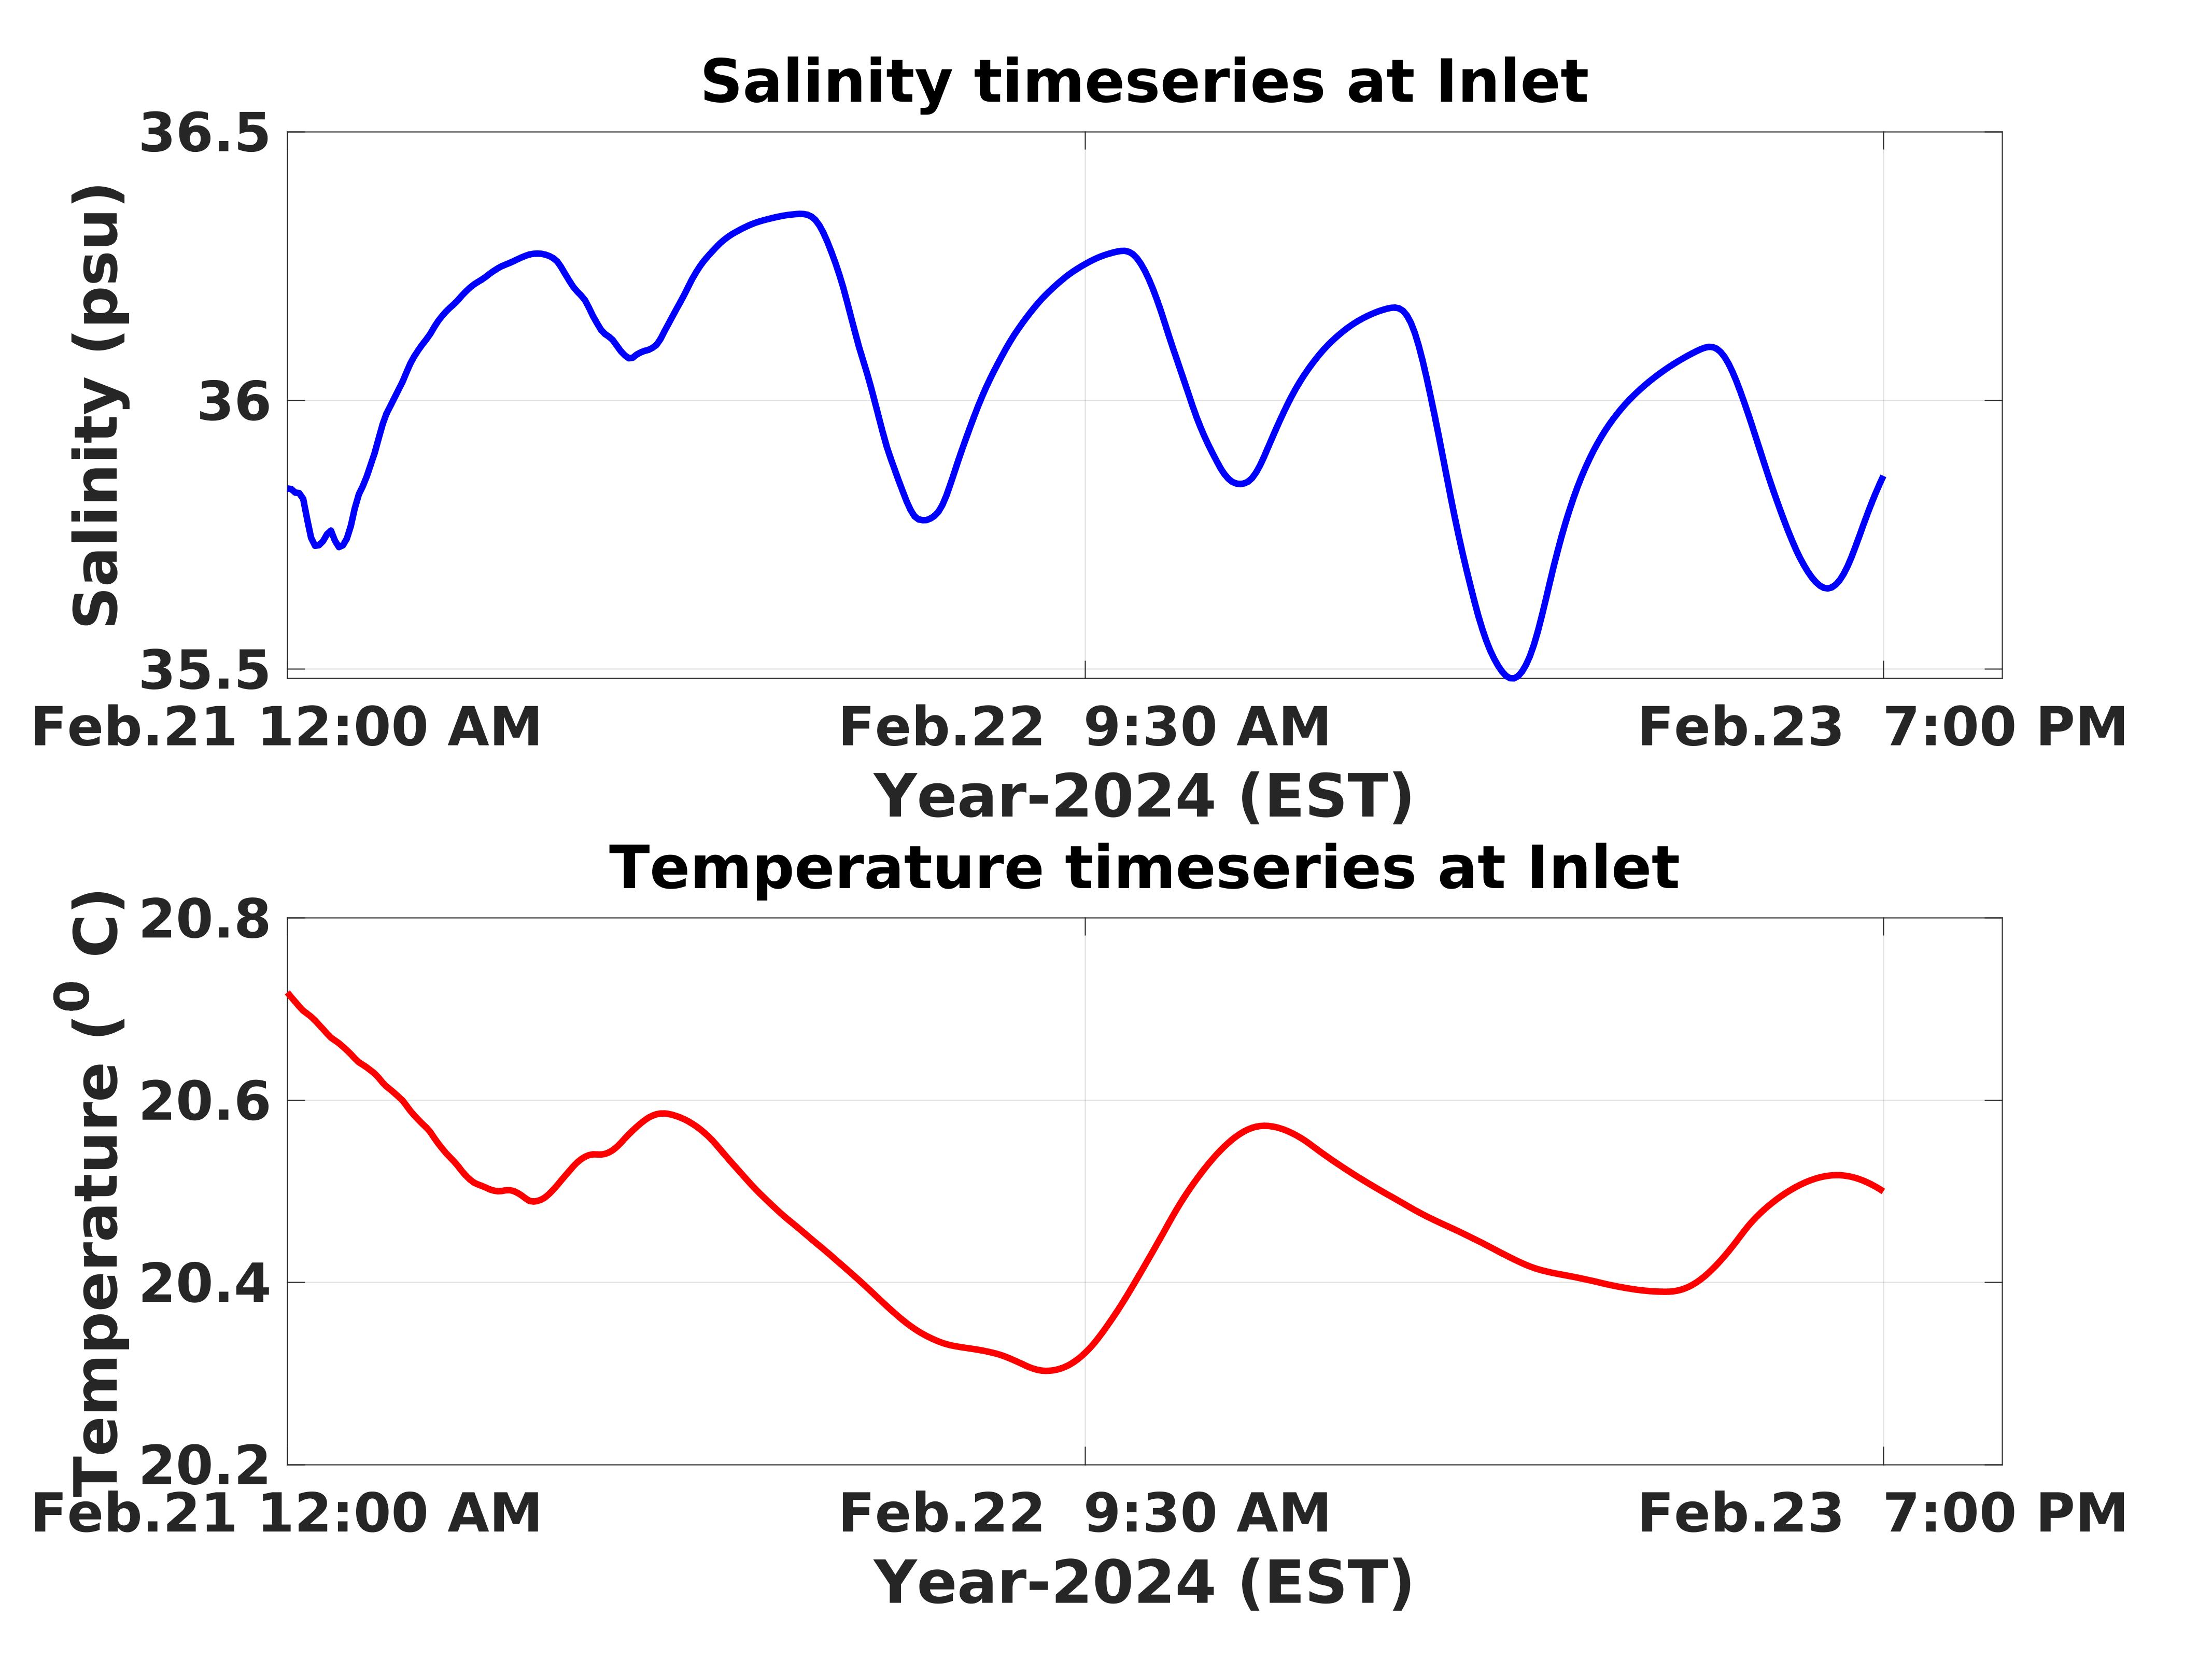 Salinity timeseries at Inlet
Salinity (psu)
36.5
36
35.5
Feb.21 12:00 AM
Feb.22  9:30 AM
Feb.23  7:00 PM
Year-2024 (EST)
Temperature timeseries at Inlet
Temperature (⁰ C)
20.8
20.6
20.4
20.2
Feb.21 12:00 AM
Feb.22  9:30 AM
Feb.23  7:00 PM
Year-2024 (EST)